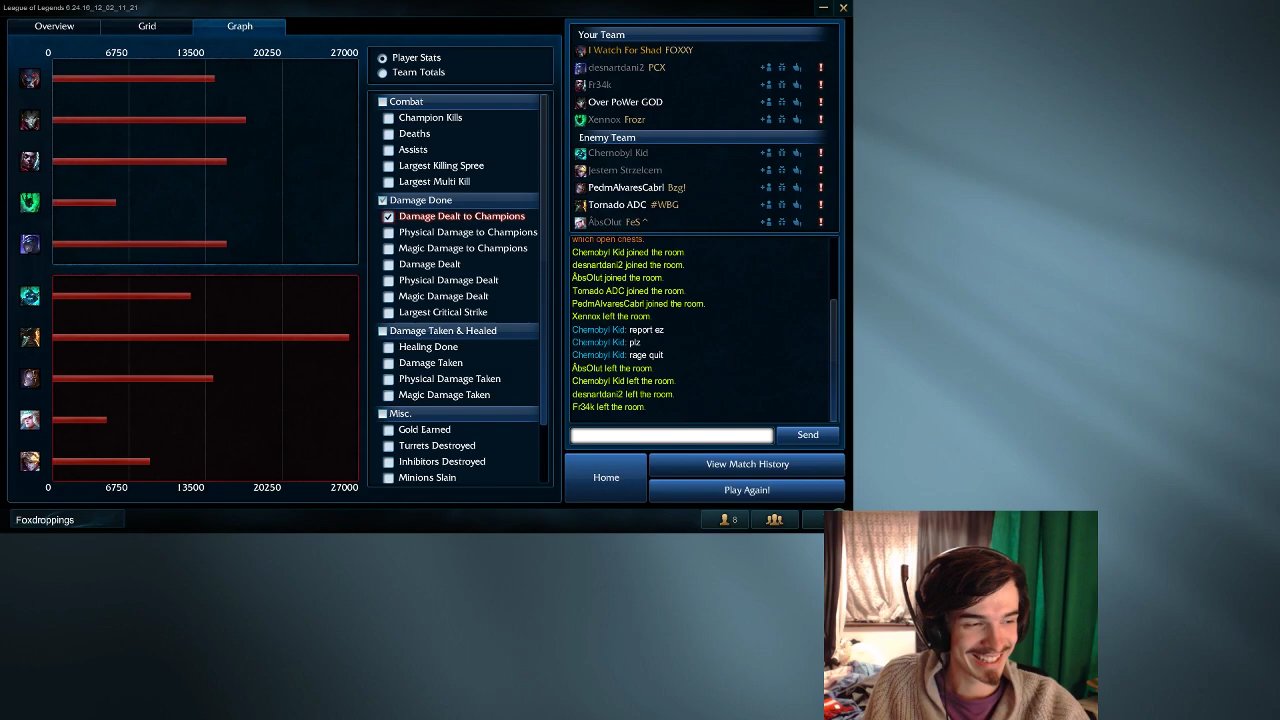 League of Legends 6.24.16_12_02_11_21
Overview
Grid
Graph
0 6750 13500 20250 27000
0 6750 13500 20250 27000
Player Stats
Team Totals
Combat
Champion Kills
Deaths
Assists
Largest Killing Spree
Largest Multi Kill
Damage Done
Damage Dealt to Champions
Physical Damage to Champions
Magic Damage to Champions
Damage Dealt
Physical Damage Dealt
Magic Damage Dealt
Largest Critical Strike
Damage Taken & Healed
Healing Done
Damage Taken
Physical Damage Taken
Magic Damage Taken
Misc.
Gold Earned
Turrets Destroyed
Inhibitors Destroyed
Minions Slain
Your Team
I Watch For Shad FOXXY
desnartdani2 PCX
Fr34k
Over PoWer GOD
Xennox Frozr
Enemy Team
Chernobyl Kid
Jestem Strzelcem
PedmAlvaresCabrl Bzg!
Tornado ADC #WBG
ÂbsOlut FeS ^
which open chests.
Chernobyl Kid joined the room.
desnartdani2 joined the room.
ÂbsOlut joined the room.
Tornado ADC joined the room.
PedmAlvaresCabrl joined the room.
Xennox left the room.
Chernobyl Kid: report ez
Chernobyl Kid: plz
Chernobyl Kid: rage quit
ÂbsOlut left the room.
Chernobyl Kid left the room.
desnartdani2 left the room.
Fr34k left the room.
Send
Home
View Match History
Play Again!
Foxdroppings
8